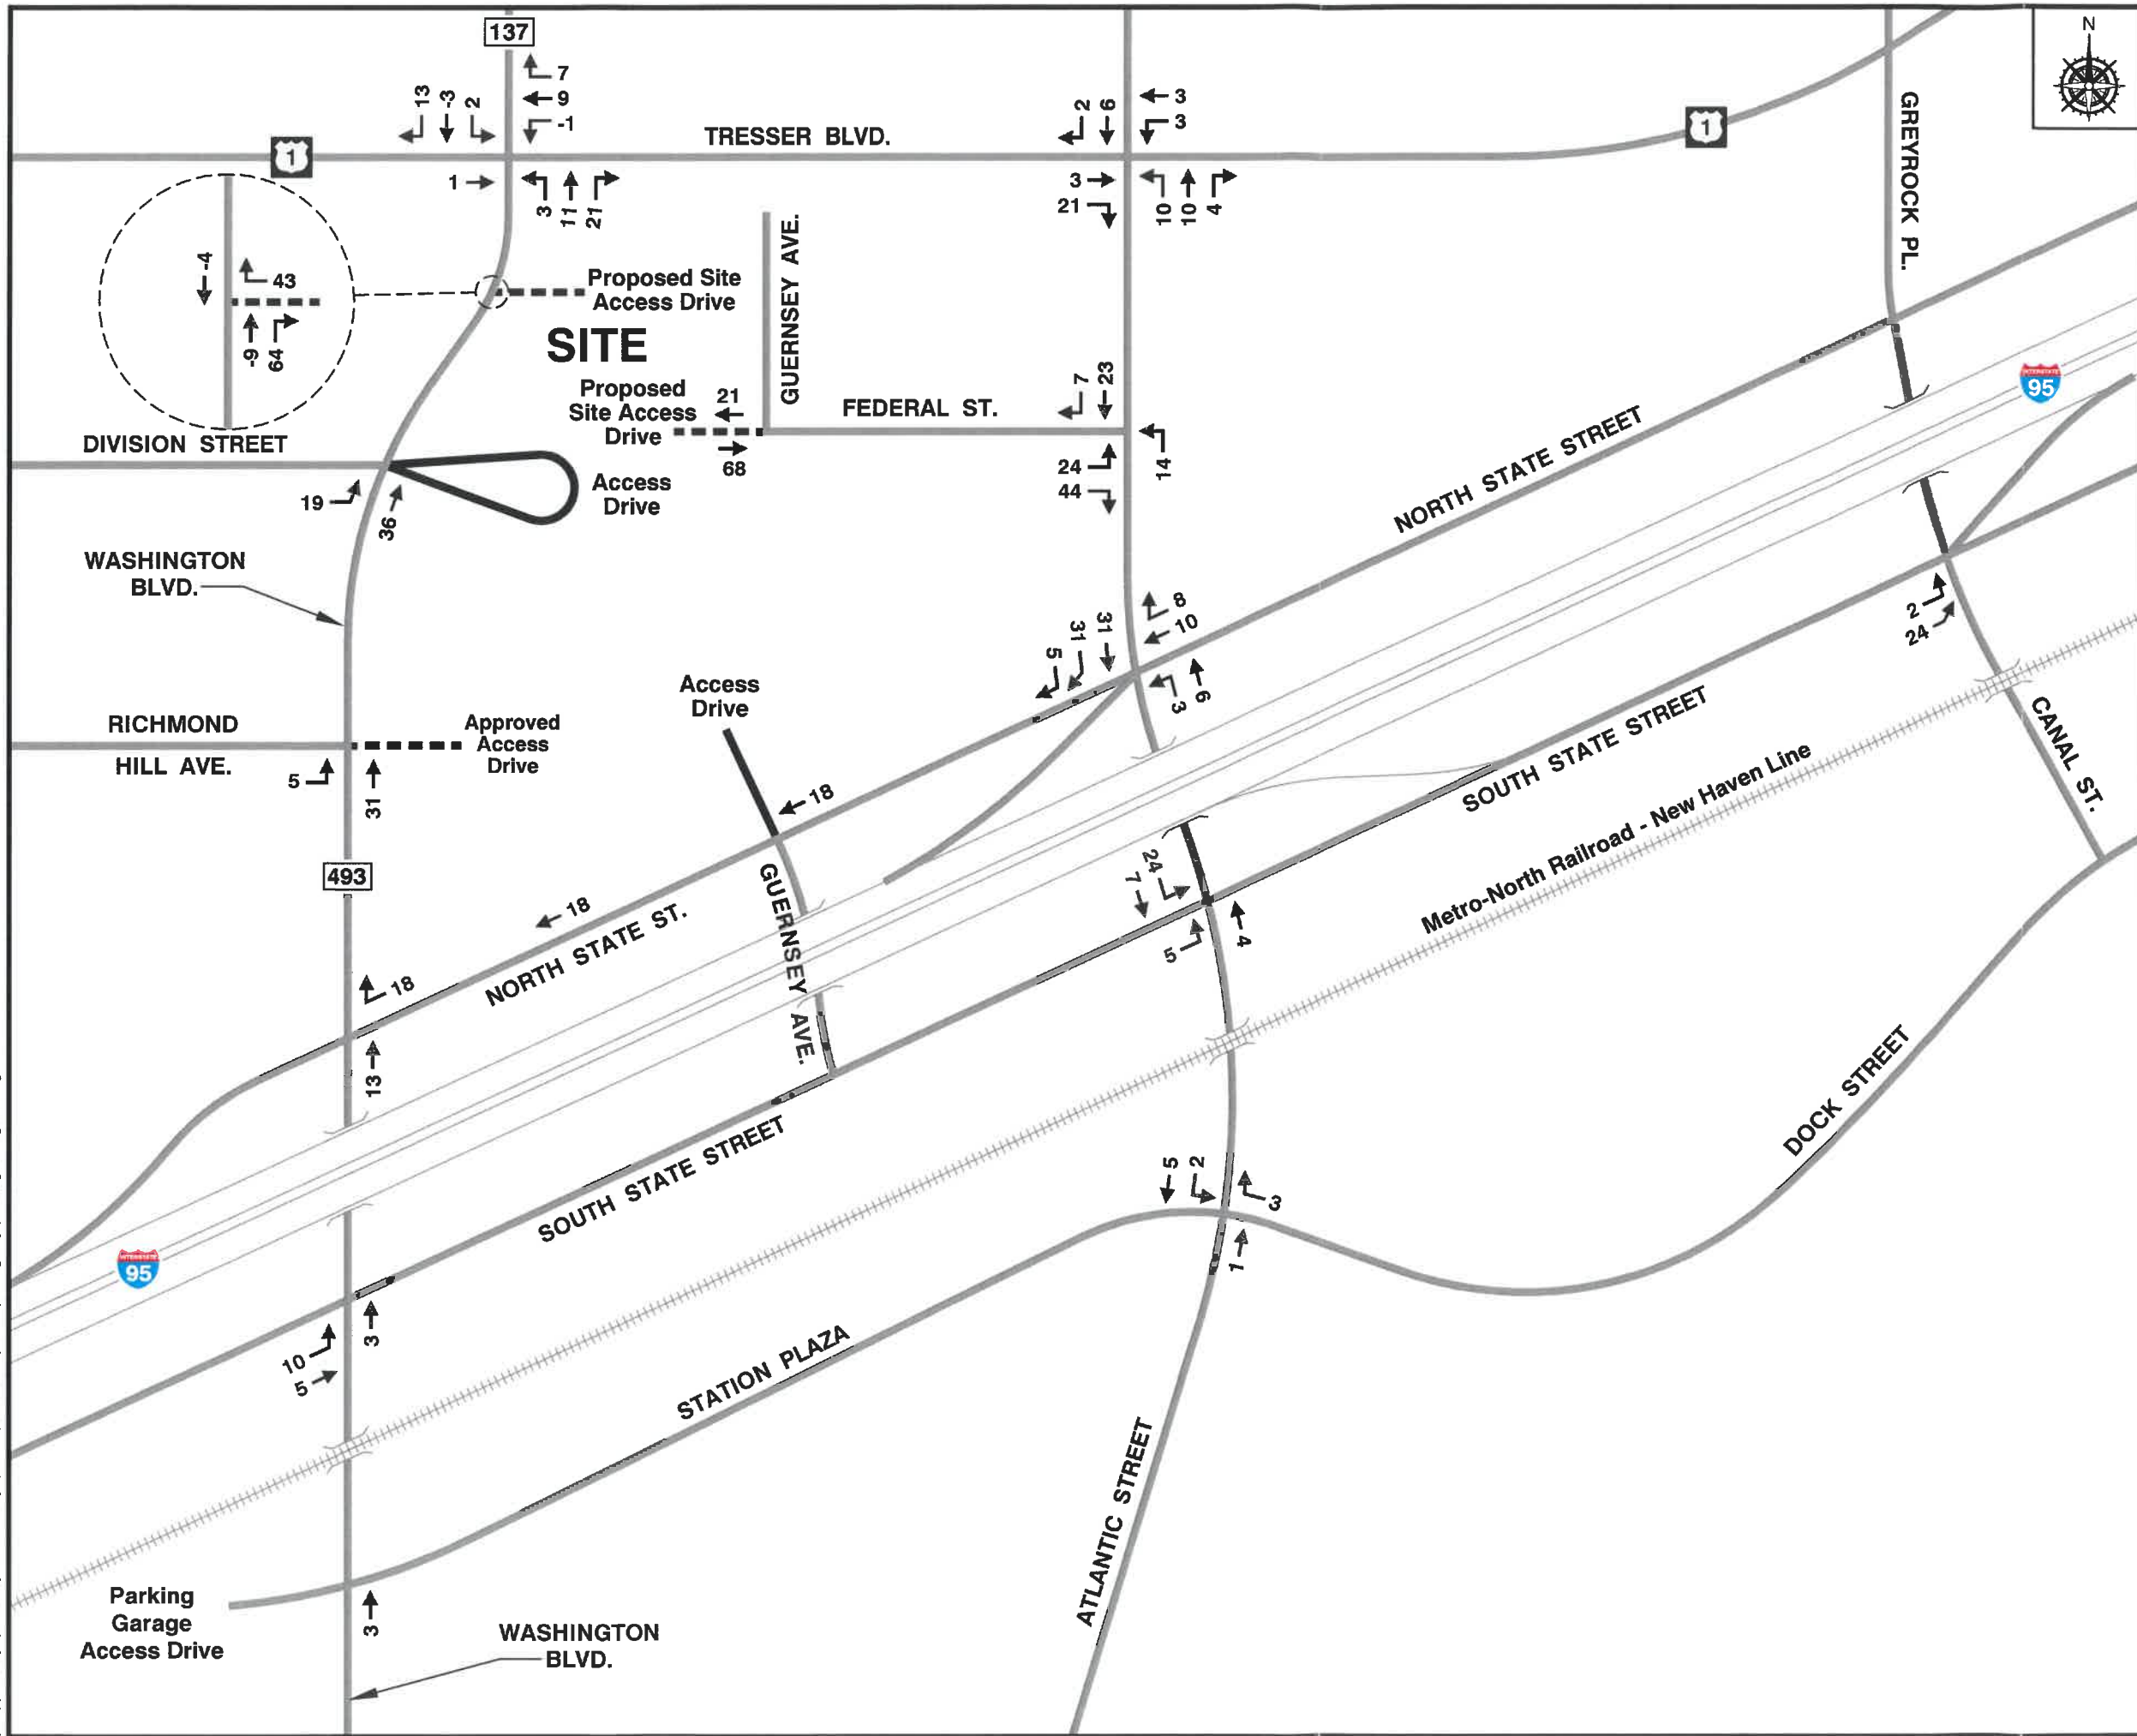 137
N
7
9
-1
13
-3
2
TRESSER BLVD.
1
1
2
6
3
3
GREYROCK PL.
1
3
11
21
3
21
10
10
4
-4
43
-9
64
Proposed Site
Access Drive
GUERNSEY AVE.
SITE
Proposed
Site Access
Drive
21
68
FEDERAL ST.
7
23
24
44
14
INTERSTATE
95
DIVISION STREET
19
36
Access
Drive
NORTH STATE STREET
WASHINGTON
BLVD.
5
31
31
8
10
3
6
2
24
RICHMOND
HILL AVE.
Approved
Access
Drive
5
31
Access
Drive
18
SOUTH STATE STREET
CANAL ST.
Metro-North Railroad - New Haven Line
493
18
NORTH STATE ST.
GUERNSEY AVE.
24
7
5
4
18
13
DOCK STREET
SOUTH STATE STREET
5
2
3
1
INTERSTATE
95
10
5
3
STATION PLAZA
ATLANTIC STREET
Parking
Garage
Access Drive
3
WASHINGTON
BLVD.